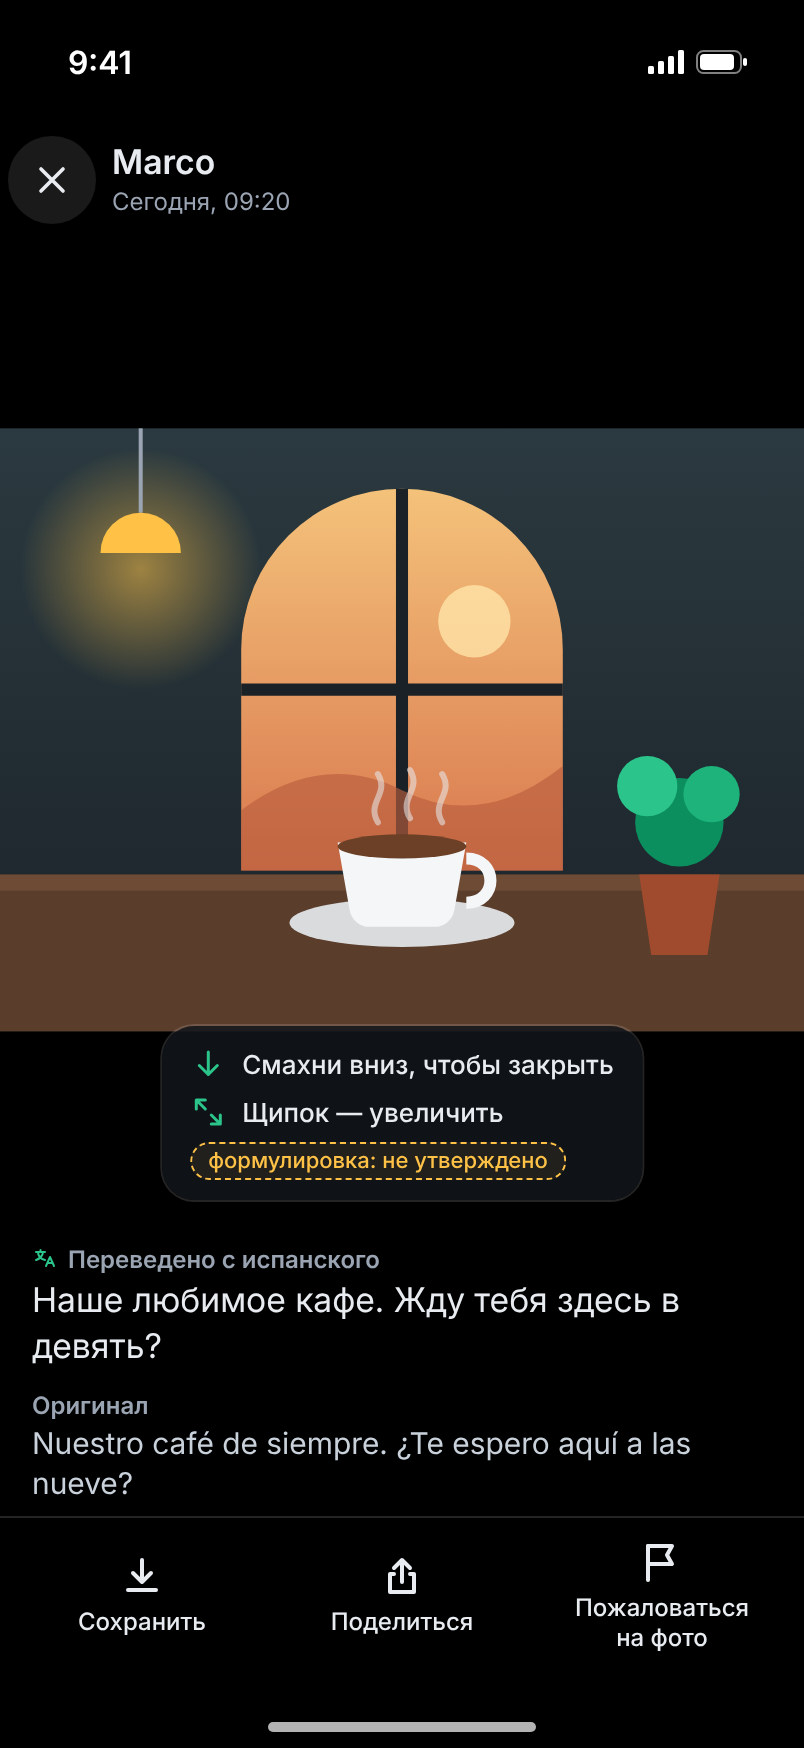 9:41
Marco
Сегодня, 09:20
Смахни вниз, чтобы закрыть
Щипок — увеличить
формулировка: не утверждено
Переведено с испанского
Наше любимое кафе. Жду тебя здесь в
девять?
Оригинал
Nuestro café de siempre. ¿Te espero aquí a las
nueve?
Сохранить
Поделиться
Пожаловаться
на фото